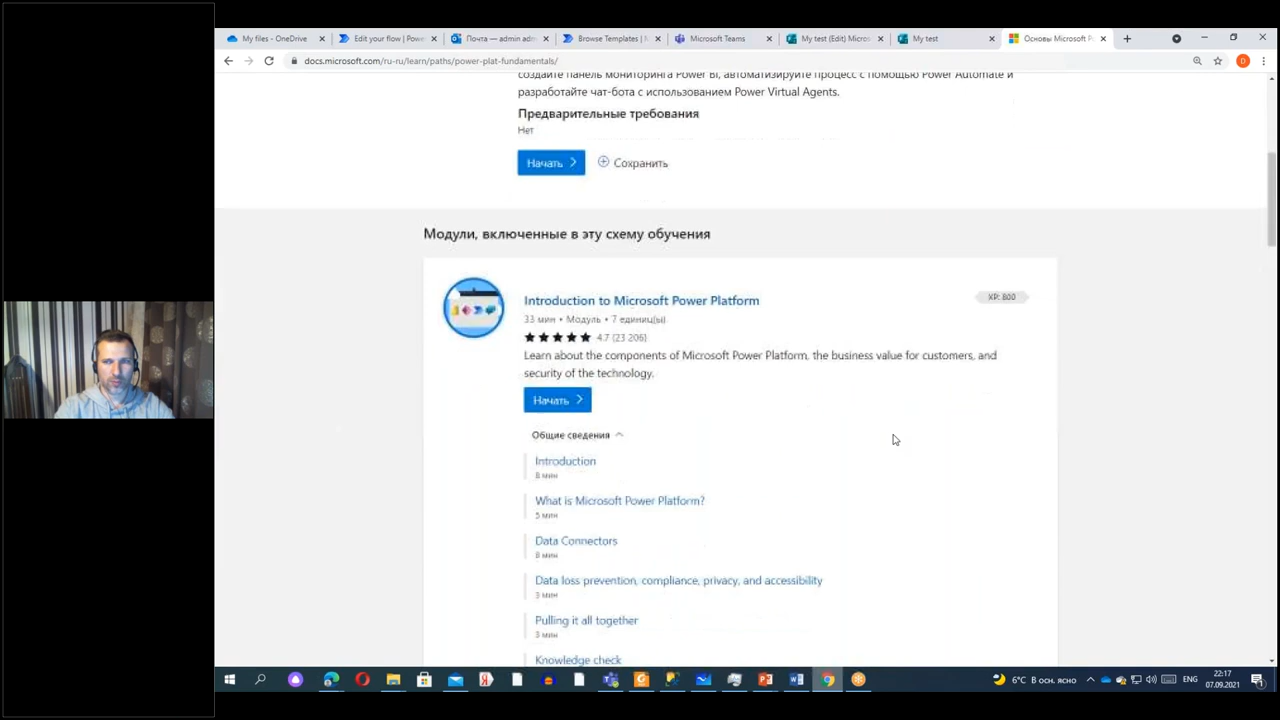 My files - OneDrive
Edit your flow | Power
Почта — admin adm
Browse Templates | M
Microsoft Teams
My test (Edit) Micros
My test
Основы Microsoft P
docs.microsoft.com/ru-ru/learn/paths/power-plat-fundamentals/
создайте панель мониторинга Power BI, автоматизируйте процесс с помощью Power Automate и
разработайте чат-бота с использованием Power Virtual Agents.
Предварительные требования
Нет
Начать
Сохранить
Модули, включенные в эту схему обучения
Introduction to Microsoft Power Platform
XP: 800
33 мин • Модуль • 7 единиц(ы)
4.7 (23 206)
Learn about the components of Microsoft Power Platform, the business value for customers, and
security of the technology.
Начать
Общие сведения
Introduction
8 мин
What is Microsoft Power Platform?
5 мин
Data Connectors
8 мин
Data loss prevention, compliance, privacy, and accessibility
3 мин
Pulling it all together
3 мин
Knowledge check
6°C В осн. ясно
ENG
22:17
07.09.2021